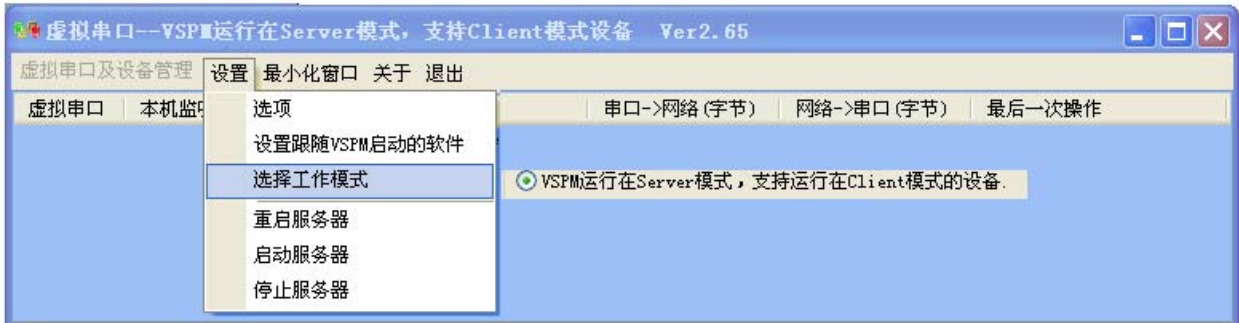 虚拟串口--VSPM运行在Server模式，支持Client模式设备 Ver2.65
虚拟串口及设备管理 设置 最小化窗口 关于 退出
虚拟串口 本机监 串口->网络(字节) 网络->串口(字节) 最后一次操作
选项
设置跟随VSPM启动的软件
选择工作模式 VSPM运行在Server模式，支持运行在Client模式的设备.
重启服务器
启动服务器
停止服务器